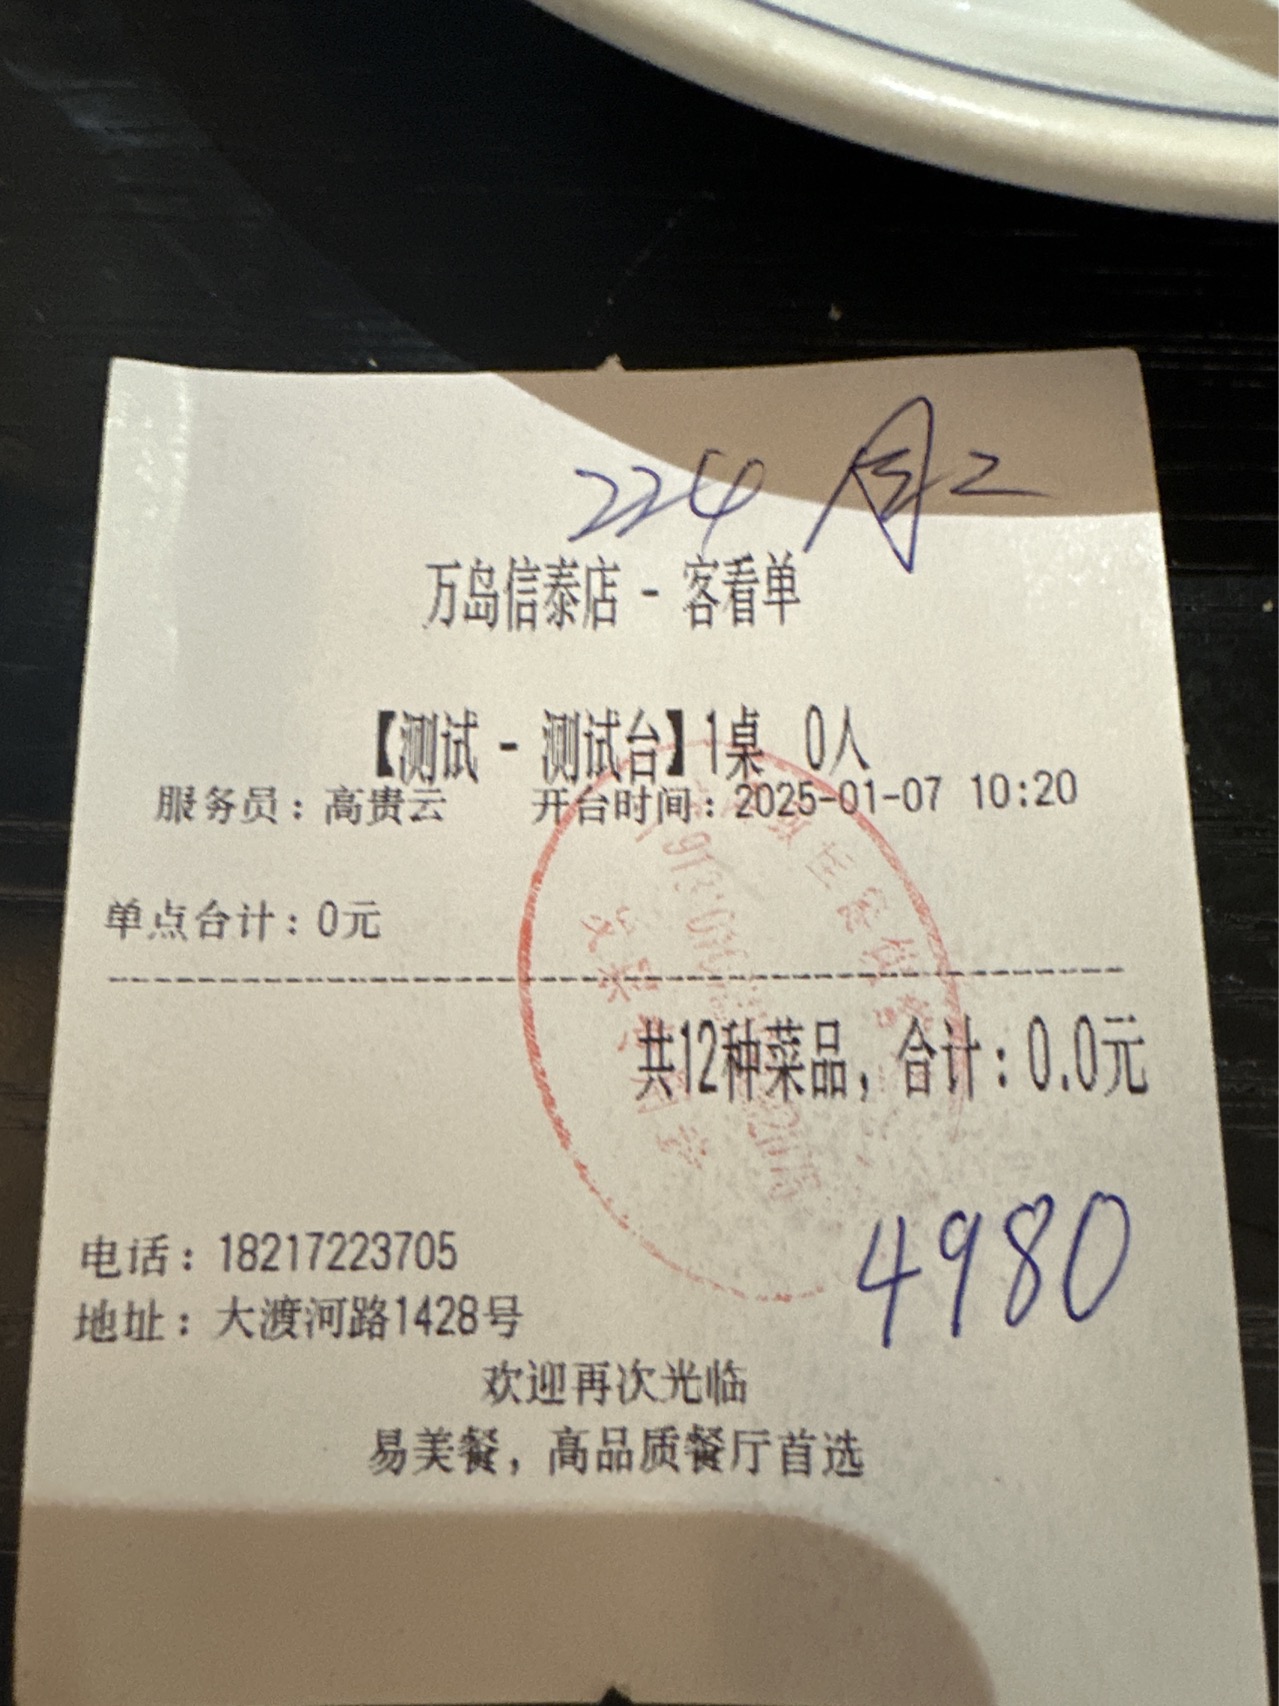 224
万岛信泰店 - 客看单
【测试 - 测试台】1桌 0人
服务员：高贵云 开台时间：2025-01-07 10:20
单点合计：0元
共12种菜品，合计：0.0元
4980
电话：18217223705
地址：大渡河路1428号
欢迎再次光临
易美餐，高品质餐厅首选